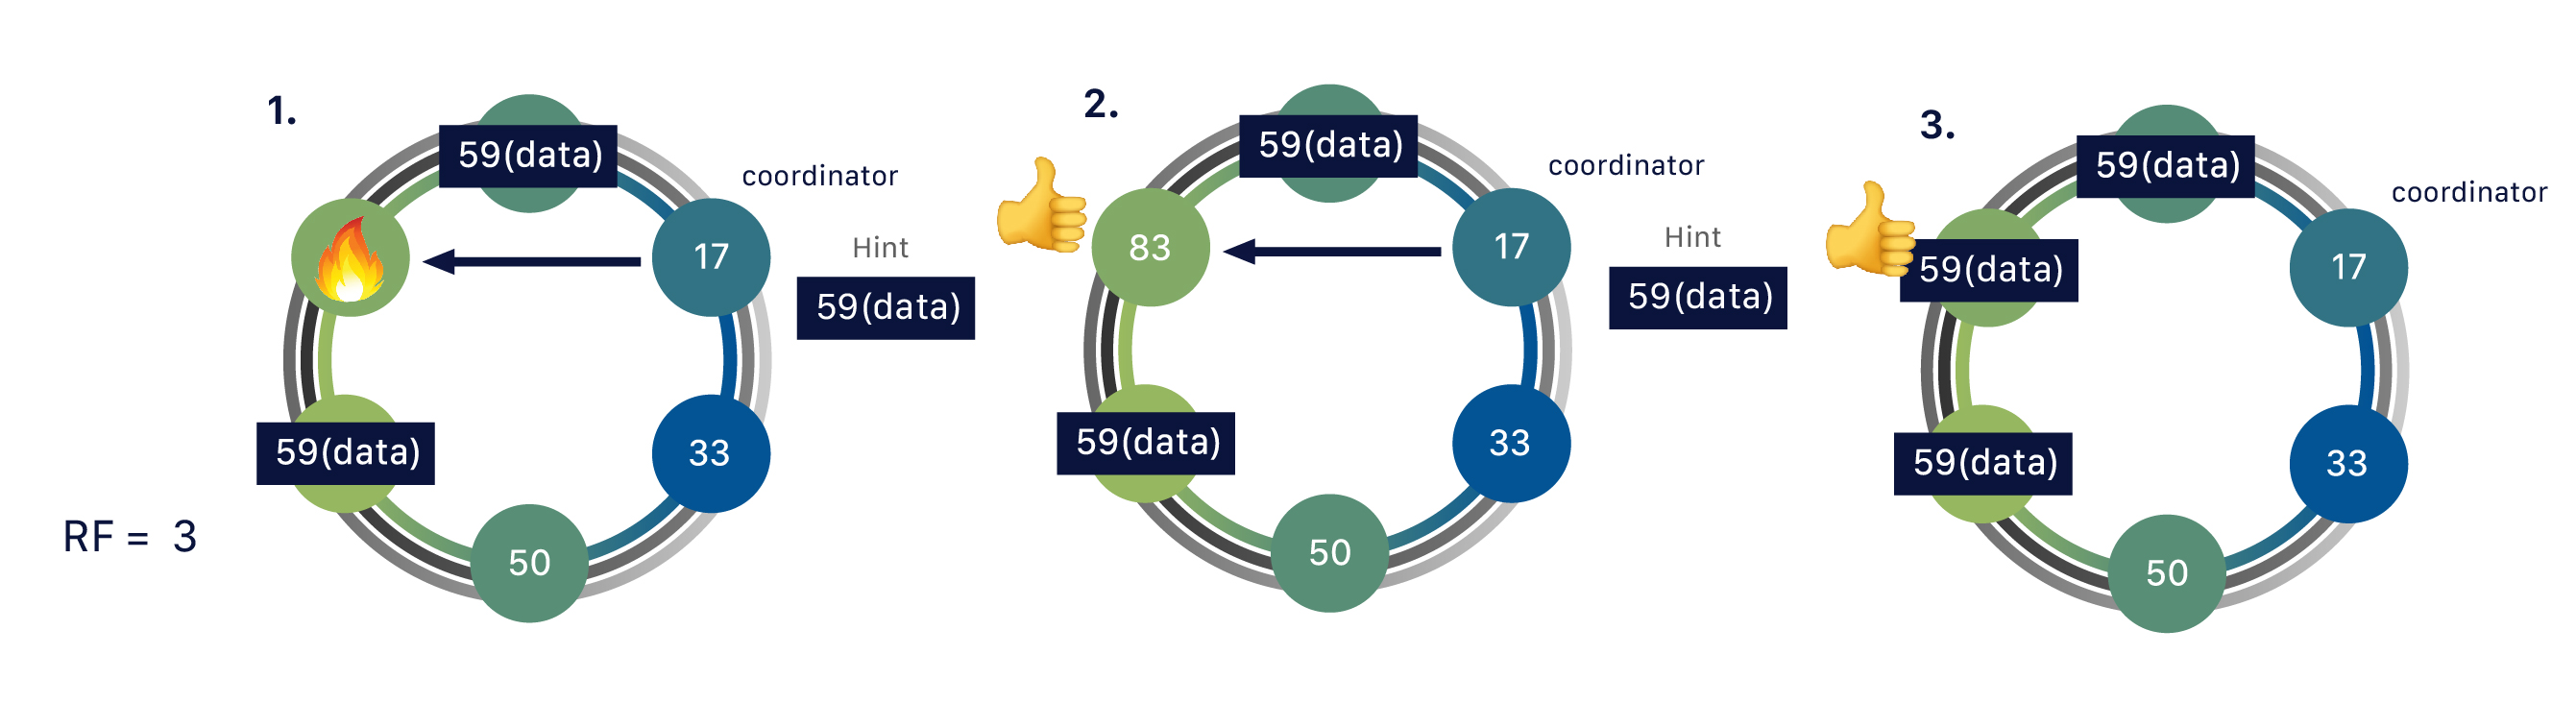 1.
59(data)
coordinator
17
Hint
59(data)
33
50
59(data)
RF = 3
2.
59(data)
coordinator
83
17
Hint
59(data)
33
50
59(data)
3.
59(data)
coordinator
59(data)
17
33
50
59(data)